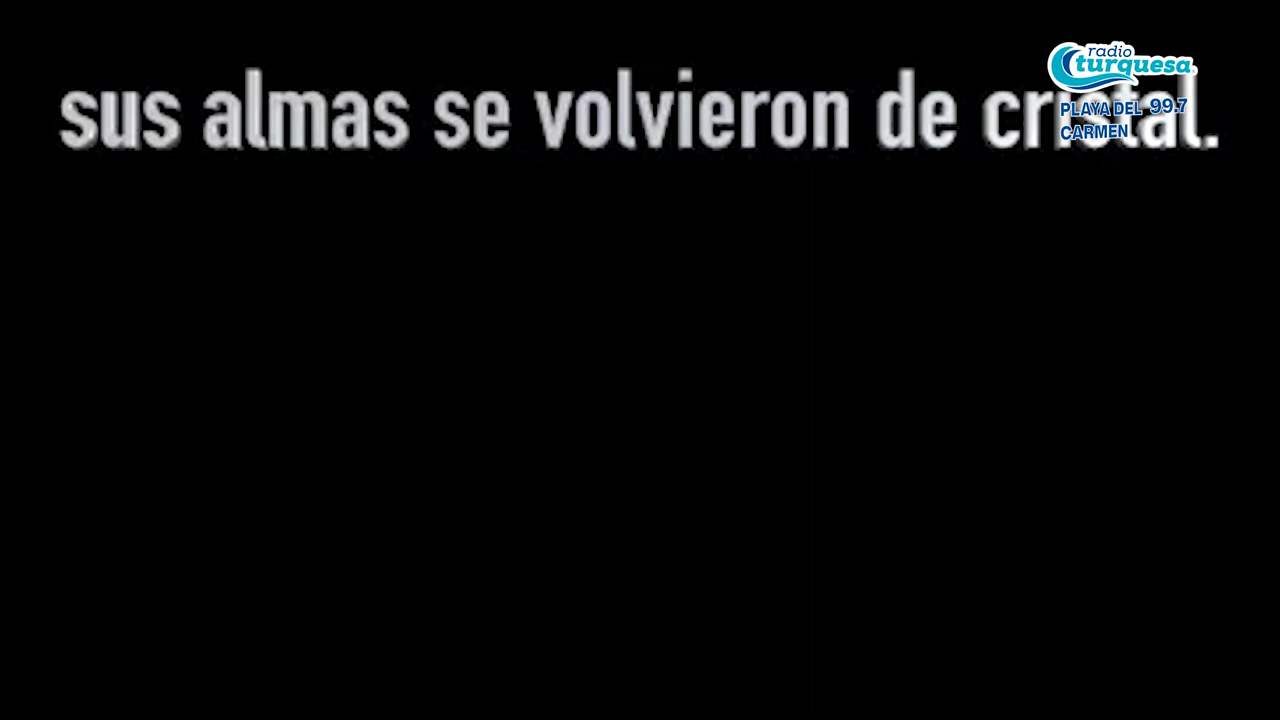 sus almas se volvieron de cristal.
radio
turquesa
PLAYA DEL 99.7
CARMEN